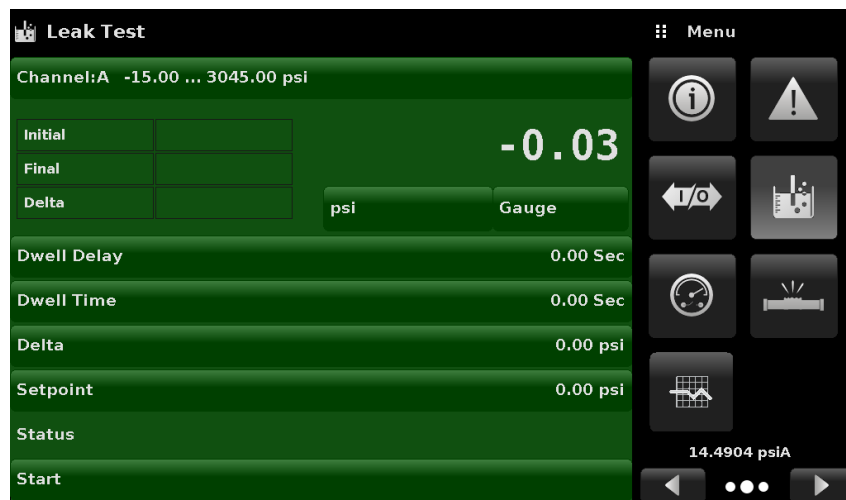 Leak Test
Menu
Channel:A -15.00 ... 3045.00 psi
Initial
Final
Delta
-0.03
psi
Gauge
Dwell Delay 0.00 Sec
Dwell Time 0.00 Sec
Delta 0.00 psi
Setpoint 0.00 psi
Status
Start
I/O
14.4904 psiA